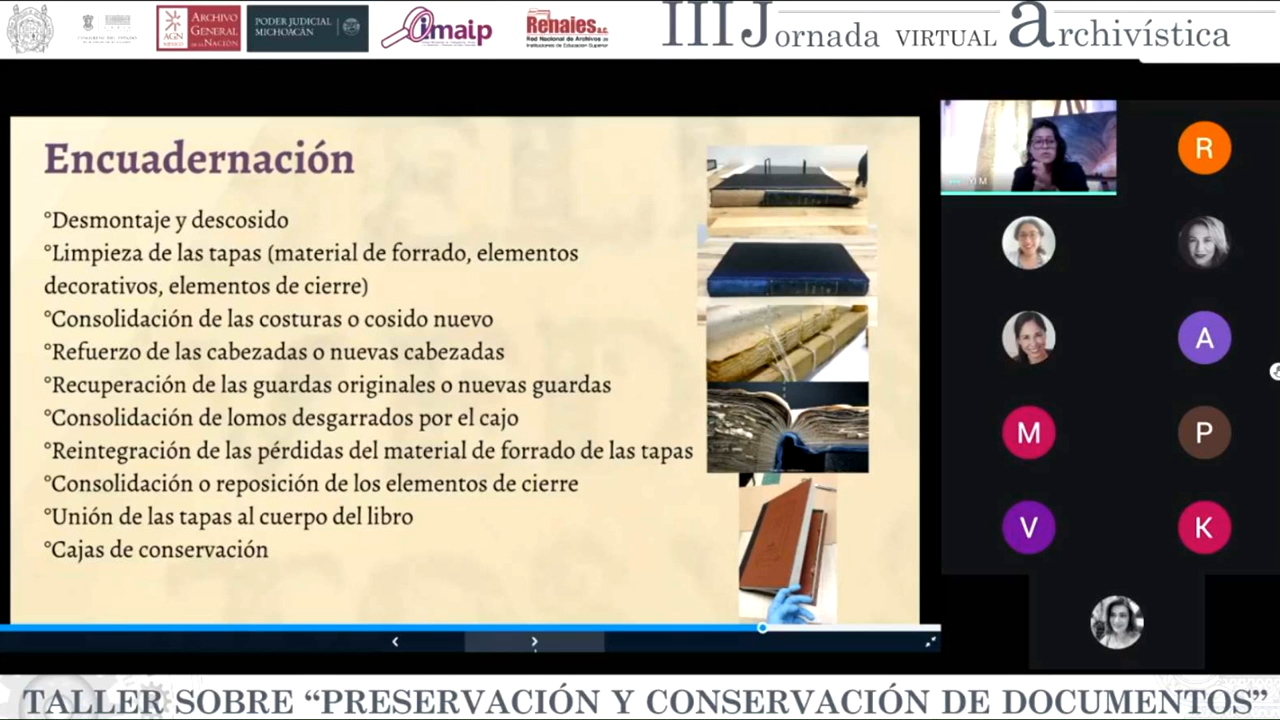 AGN
MÉXICO
ARCHIVO
GENERAL
DE LA NACIÓN
PODER JUDICIAL
MICHOACÁN
imaip
Renaies A.C.
Red Nacional de Archivos de
Instituciones de Educación Superior
III Jornada VIRTUAL archivística
Encuadernación
°Desmontaje y descosido
°Limpieza de las tapas (material de forrado, elementos
decorativos, elementos de cierre)
°Consolidación de las costuras o cosido nuevo
°Refuerzo de las cabezadas o nuevas cabezadas
°Recuperación de las guardas originales o nuevas guardas
°Consolidación de lomos desgarrados por el cajo
°Reintegración de las pérdidas del material de forrado de las tapas
°Consolidación o reposición de los elementos de cierre
°Unión de las tapas al cuerpo del libro
°Cajas de conservación
R
A
M
P
V
K
TALLER SOBRE “PRESERVACIÓN Y CONSERVACIÓN DE DOCUMENTOS”